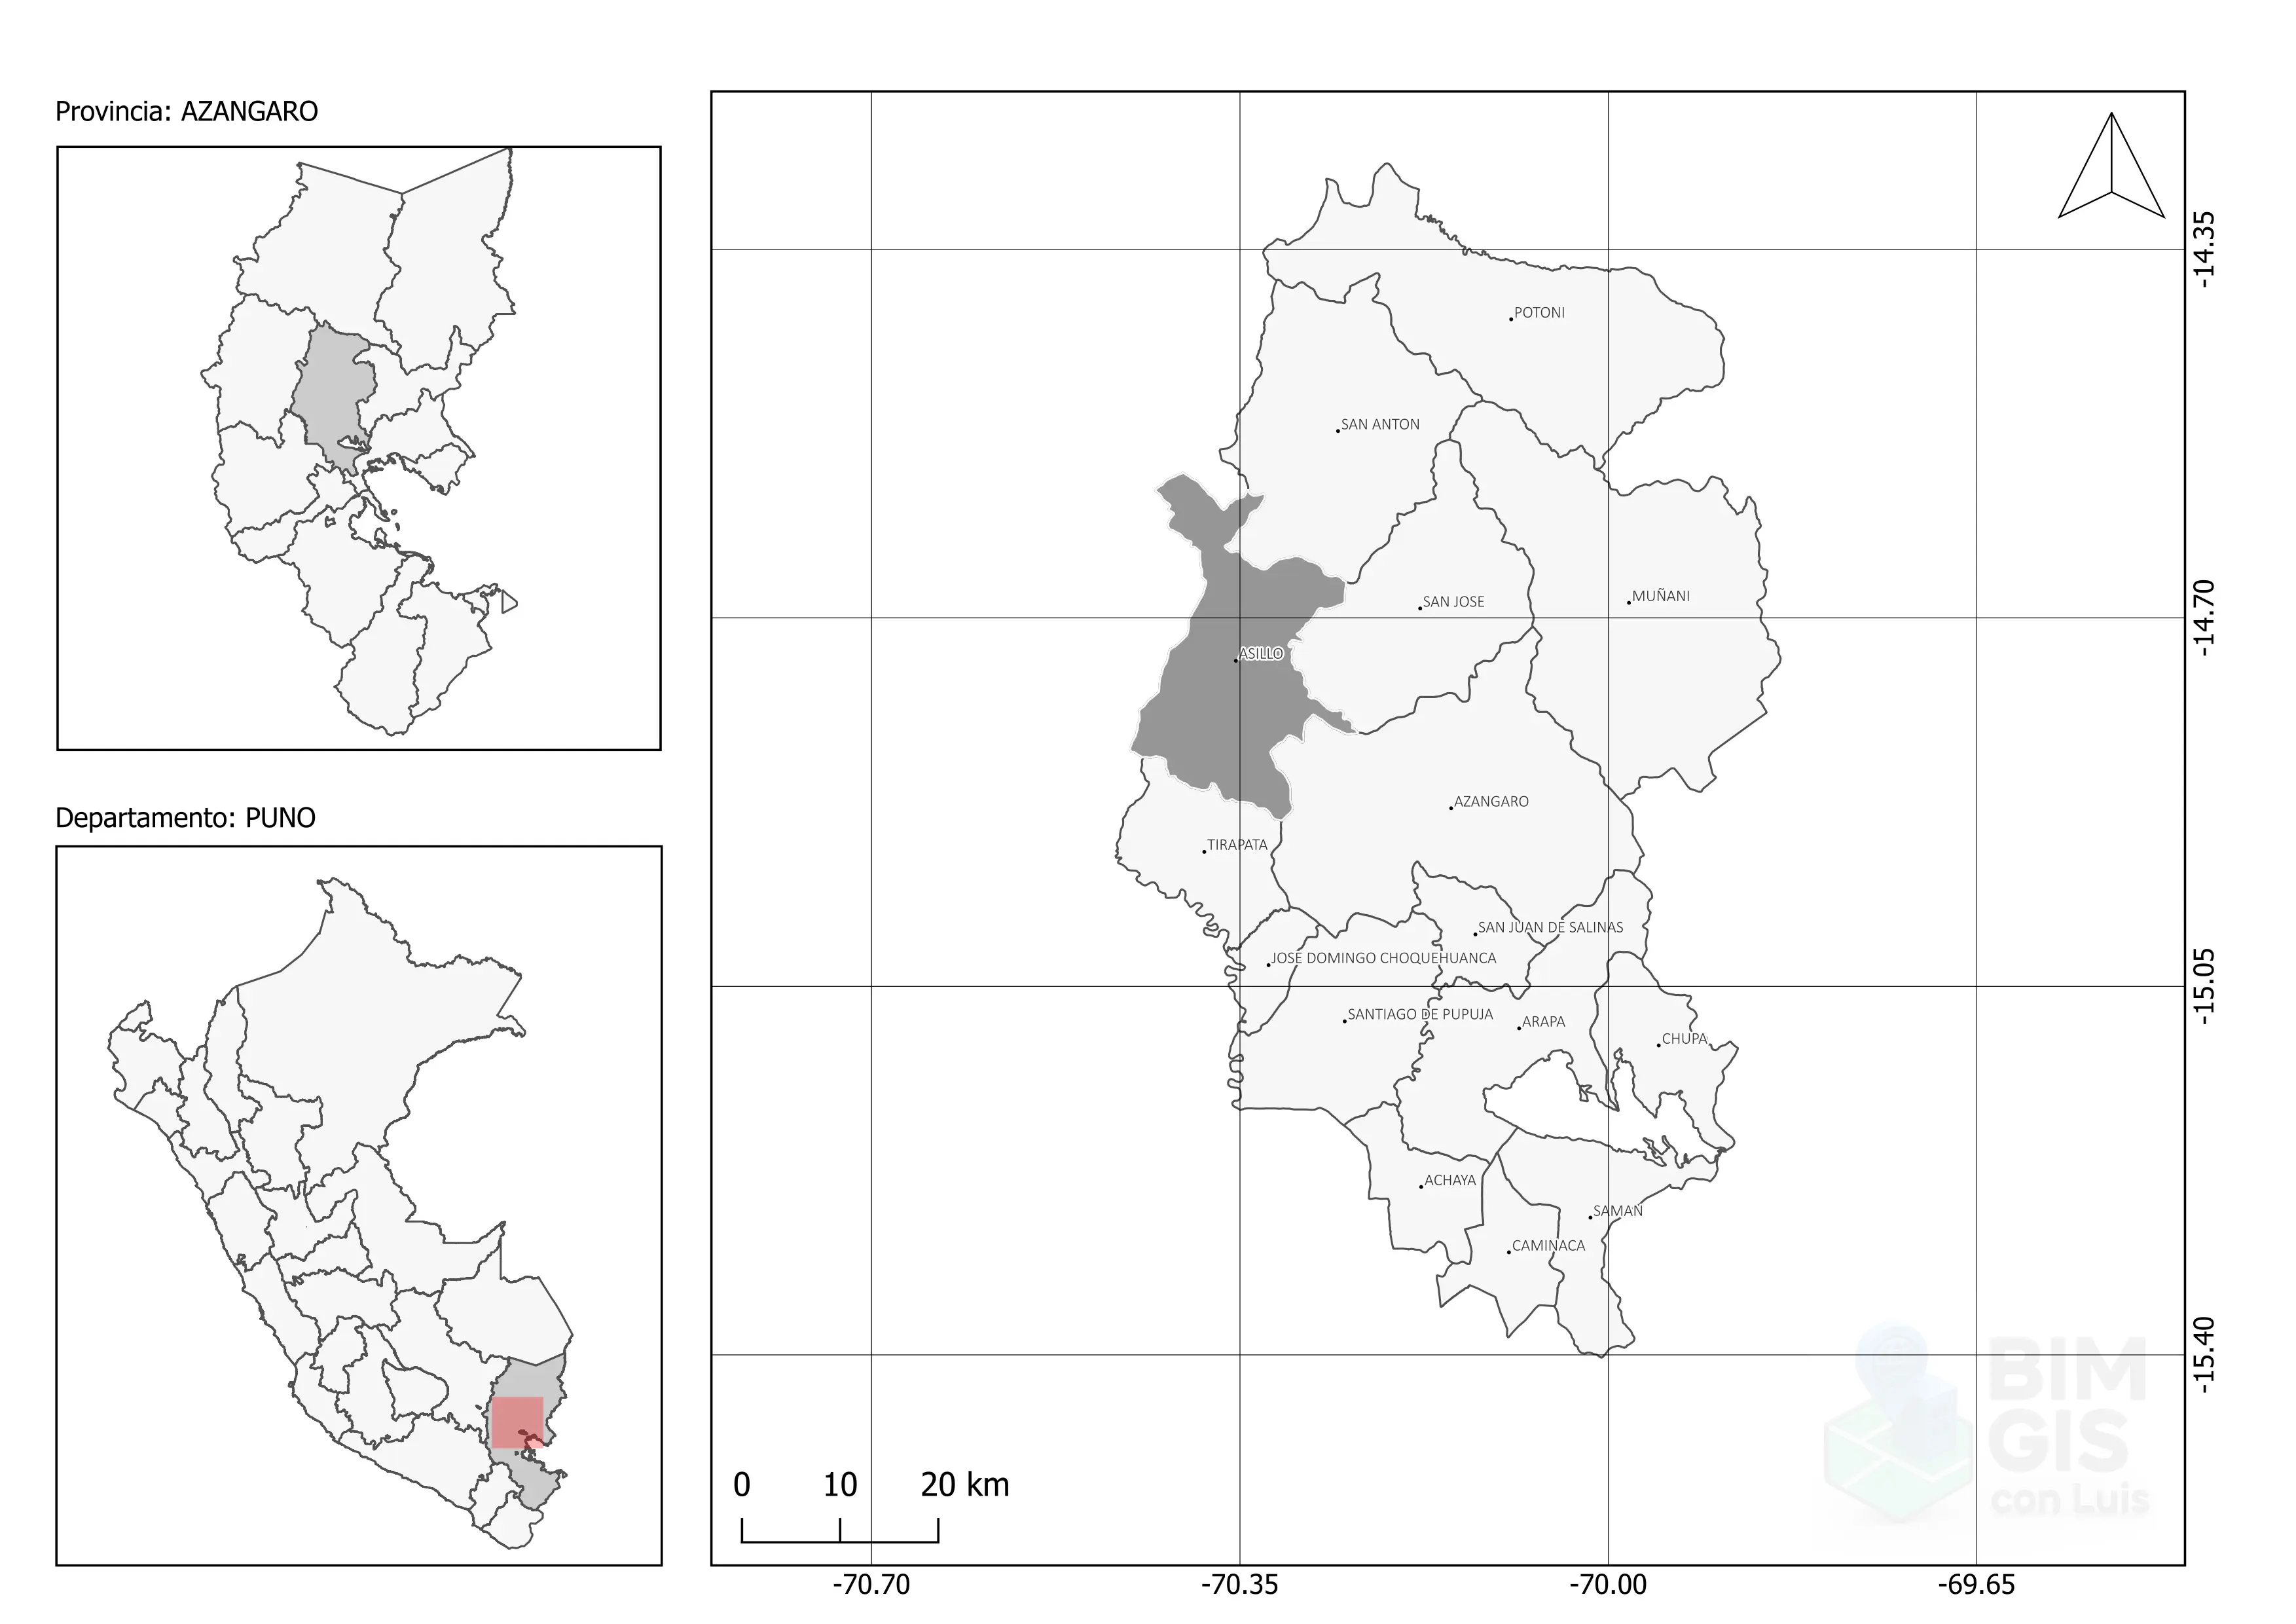 Provincia: AZANGARO
Departamento: PUNO
POTONI
SAN ANTON
SAN JOSE
MUÑANI
ASILLO
AZANGARO
TIRAPATA
SAN JUAN DE SALINAS
JOSE DOMINGO CHOQUEHUANCA
SANTIAGO DE PUPUJA
ARAPA
CHUPA
ACHAYA
SAMAN
CAMINACA
-14.35
-14.70
-15.05
-15.40
0 10 20 km
-70.70 -70.35 -70.00 -69.65
BIM
GIS
con Luis